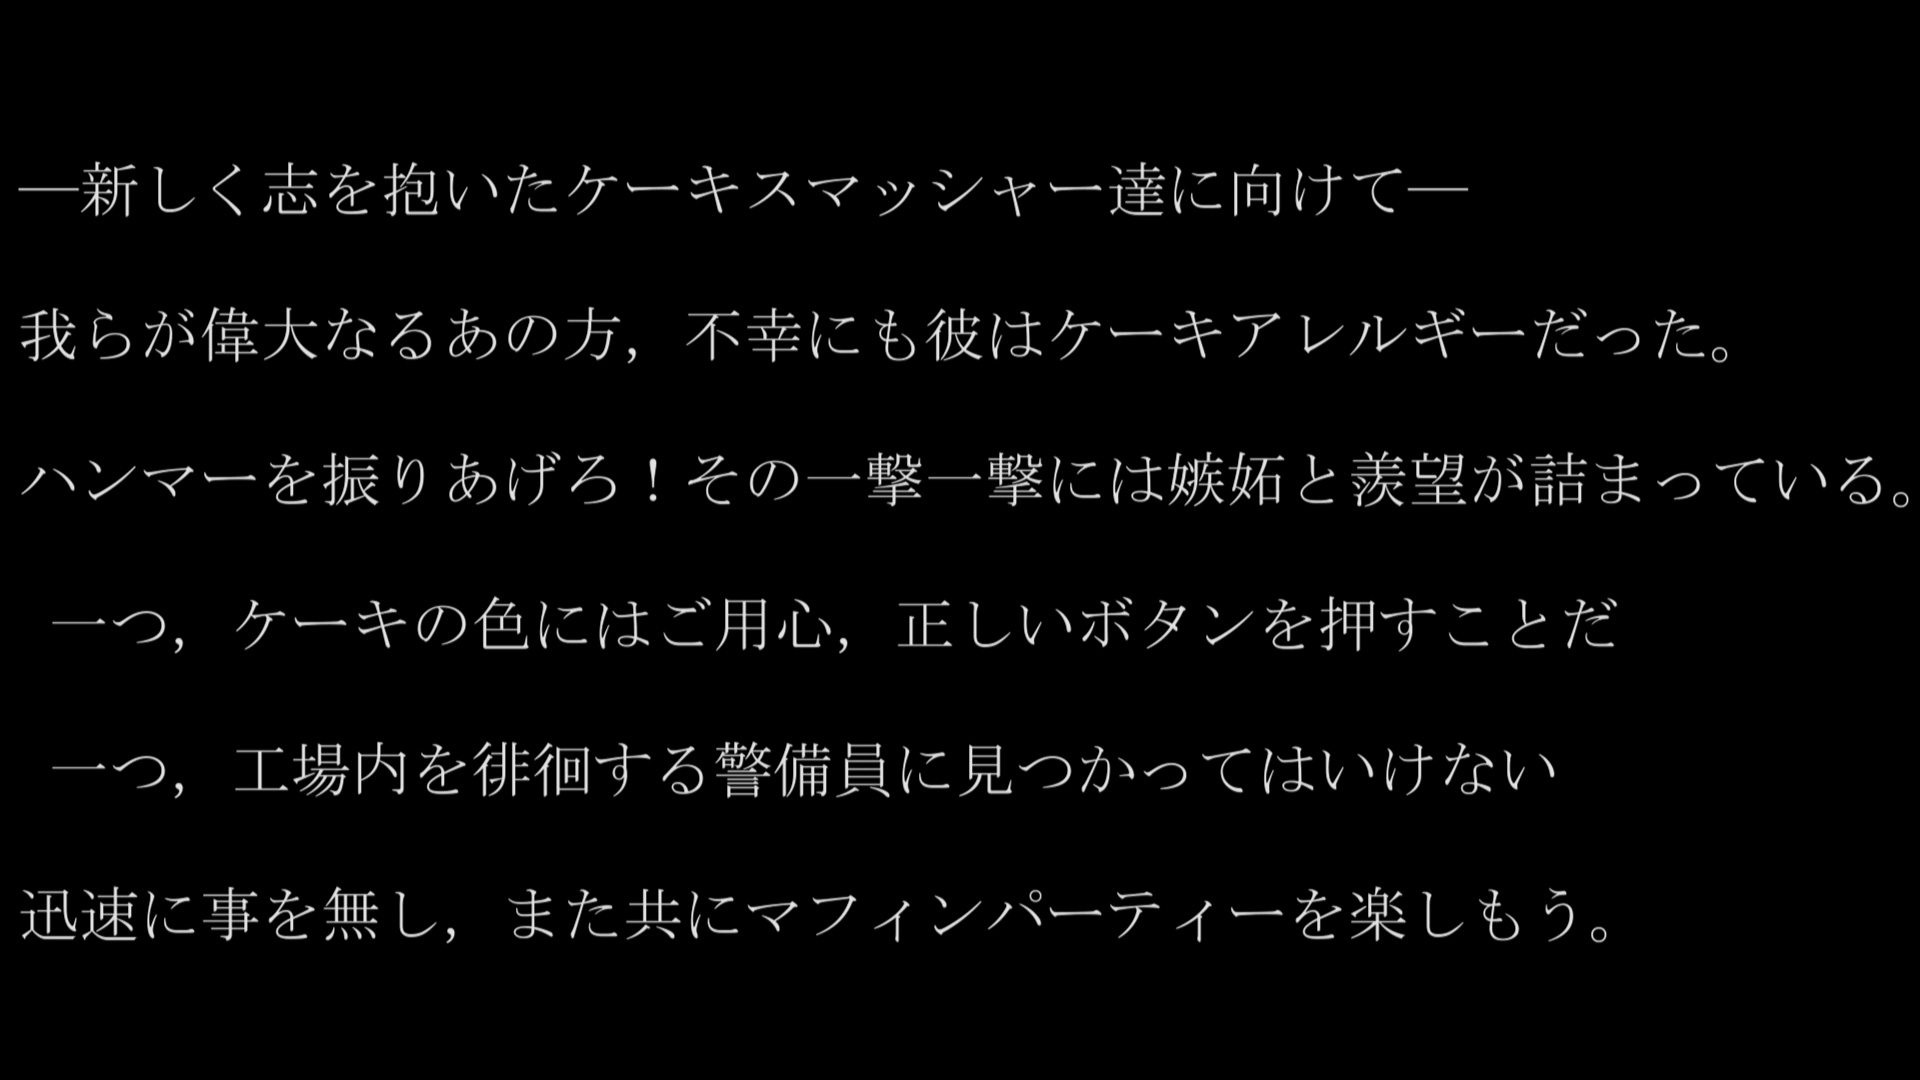 ―新しく志を抱いたケーキスマッシャー達に向けて―
我らが偉大なるあの方，不幸にも彼はケーキアレルギーだった。
ハンマーを振りあげろ！その一撃一撃には嫉妬と羨望が詰まっている。
一つ，ケーキの色にはご用心，正しいボタンを押すことだ
一つ，工場内を徘徊する警備員に見つかってはいけない
迅速に事を無し，また共にマフィンパーティーを楽しもう。